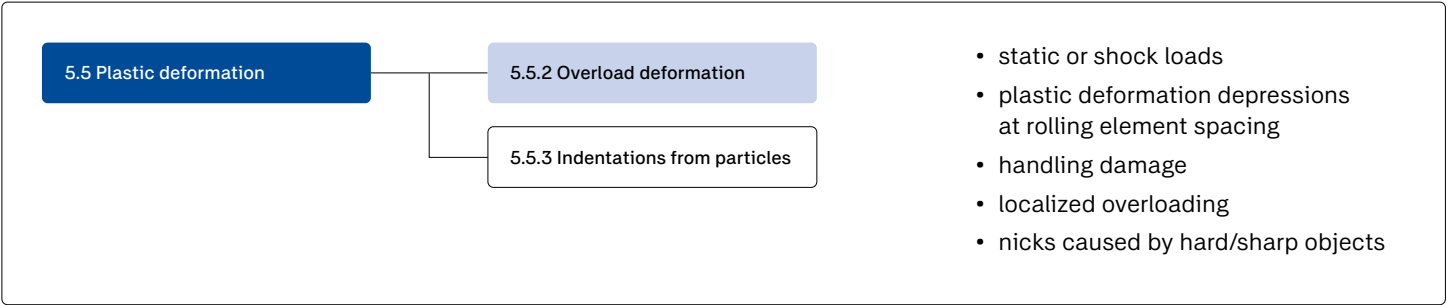 5.5 Plastic deformation
5.5.2 Overload deformation
5.5.3 Indentations from particles
• static or shock loads
• plastic deformation depressions
at rolling element spacing
• handling damage
• localized overloading
• nicks caused by hard/sharp objects